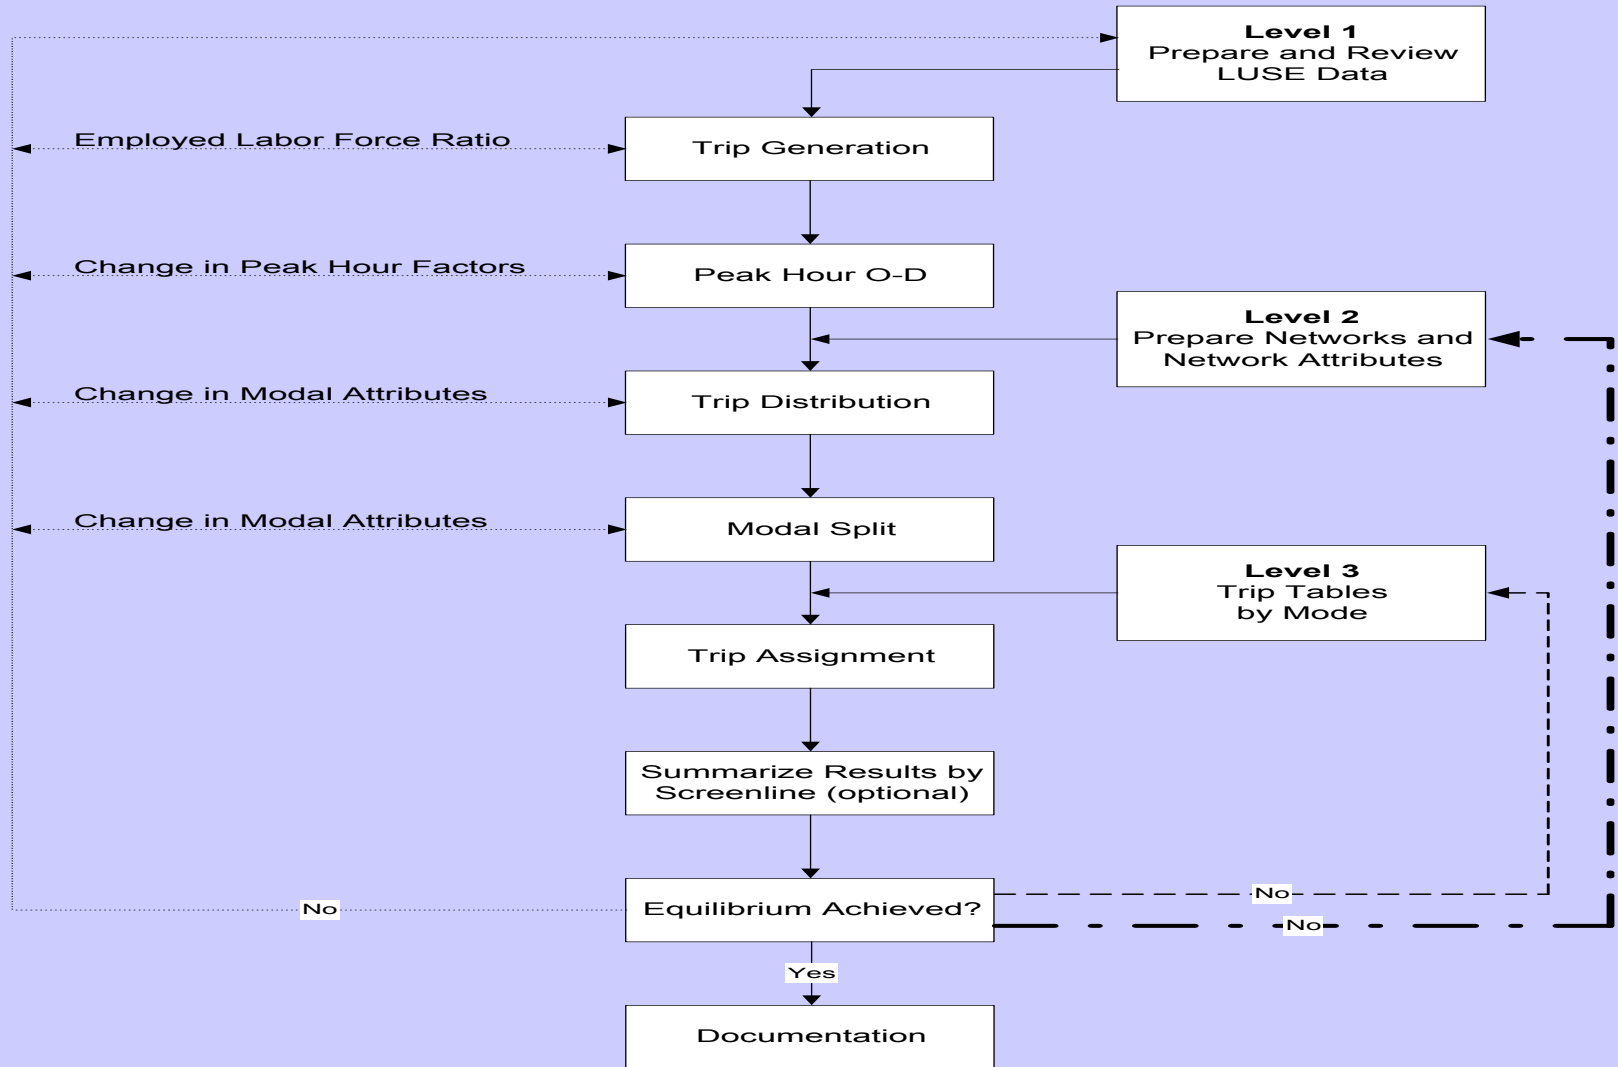 Level 1
Prepare and Review
LUSE Data
Employed Labor Force Ratio
Trip Generation
Change in Peak Hour Factors
Peak Hour O-D
Level 2
Prepare Networks and
Network Attributes
Change in Modal Attributes
Trip Distribution
Change in Modal Attributes
Modal Split
Level 3
Trip Tables
by Mode
Trip Assignment
Summarize Results by
Screenline (optional)
No
Equilibrium Achieved?
No
No
Yes
Documentation